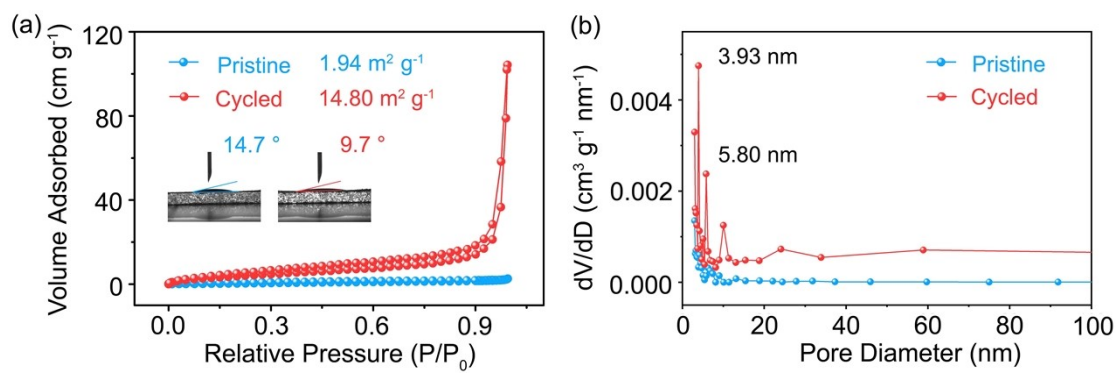 (a)
Volume Adsorbed (cm g⁻¹)
120
80
40
0
Pristine 1.94 m² g⁻¹
Cycled 14.80 m² g⁻¹
14.7 ° 9.7 °
0.0 0.3 0.6 0.9
Relative Pressure (P/P₀)
(b)
dV/dD (cm³ g⁻¹ nm⁻¹)
0.004
0.002
0.000
3.93 nm
5.80 nm
Pristine
Cycled
0 20 40 60 80 100
Pore Diameter (nm)